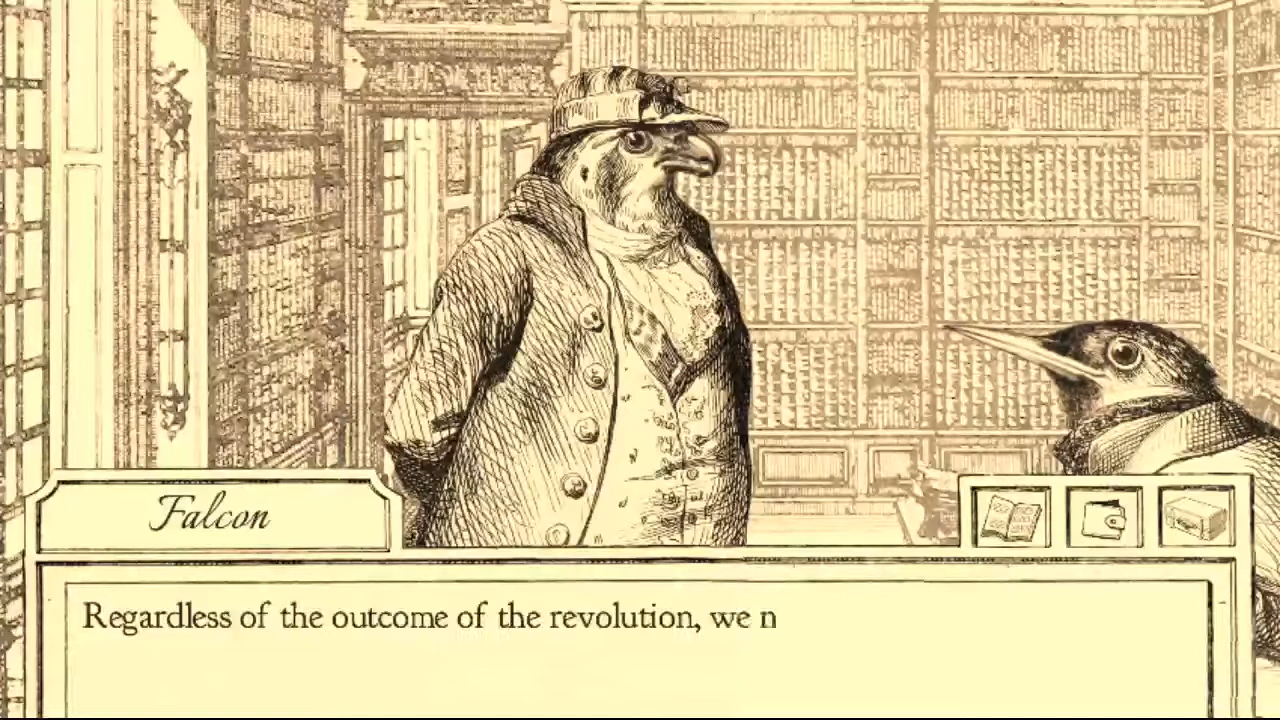 Falcon
Regardless of the outcome of the revolution, we n